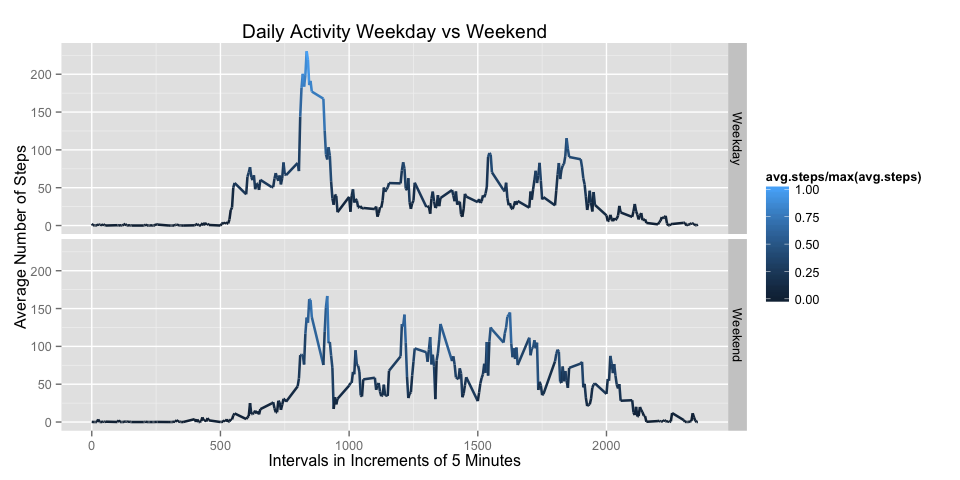 Daily Activity Weekday vs Weekend
Average Number of Steps
200
150
100
50
0
Weekday
200
150
100
50
0
Weekend
0 500 1000 1500 2000
Intervals in Increments of 5 Minutes
avg.steps/max(avg.steps)
1.00
0.75
0.50
0.25
0.00